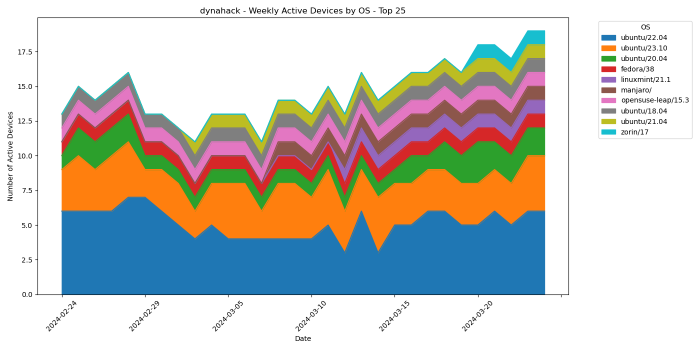 dynahack - Weekly Active Devices by OS - Top 25
Number of Active Devices
17.5
15.0
12.5
10.0
7.5
5.0
2.5
0.0
2024-02-24
2024-02-29
2024-03-05
2024-03-10
2024-03-15
2024-03-20
Date
OS
ubuntu/22.04
ubuntu/23.10
ubuntu/20.04
fedora/38
linuxmint/21.1
manjaro/
opensuse-leap/15.3
ubuntu/18.04
ubuntu/21.04
zorin/17